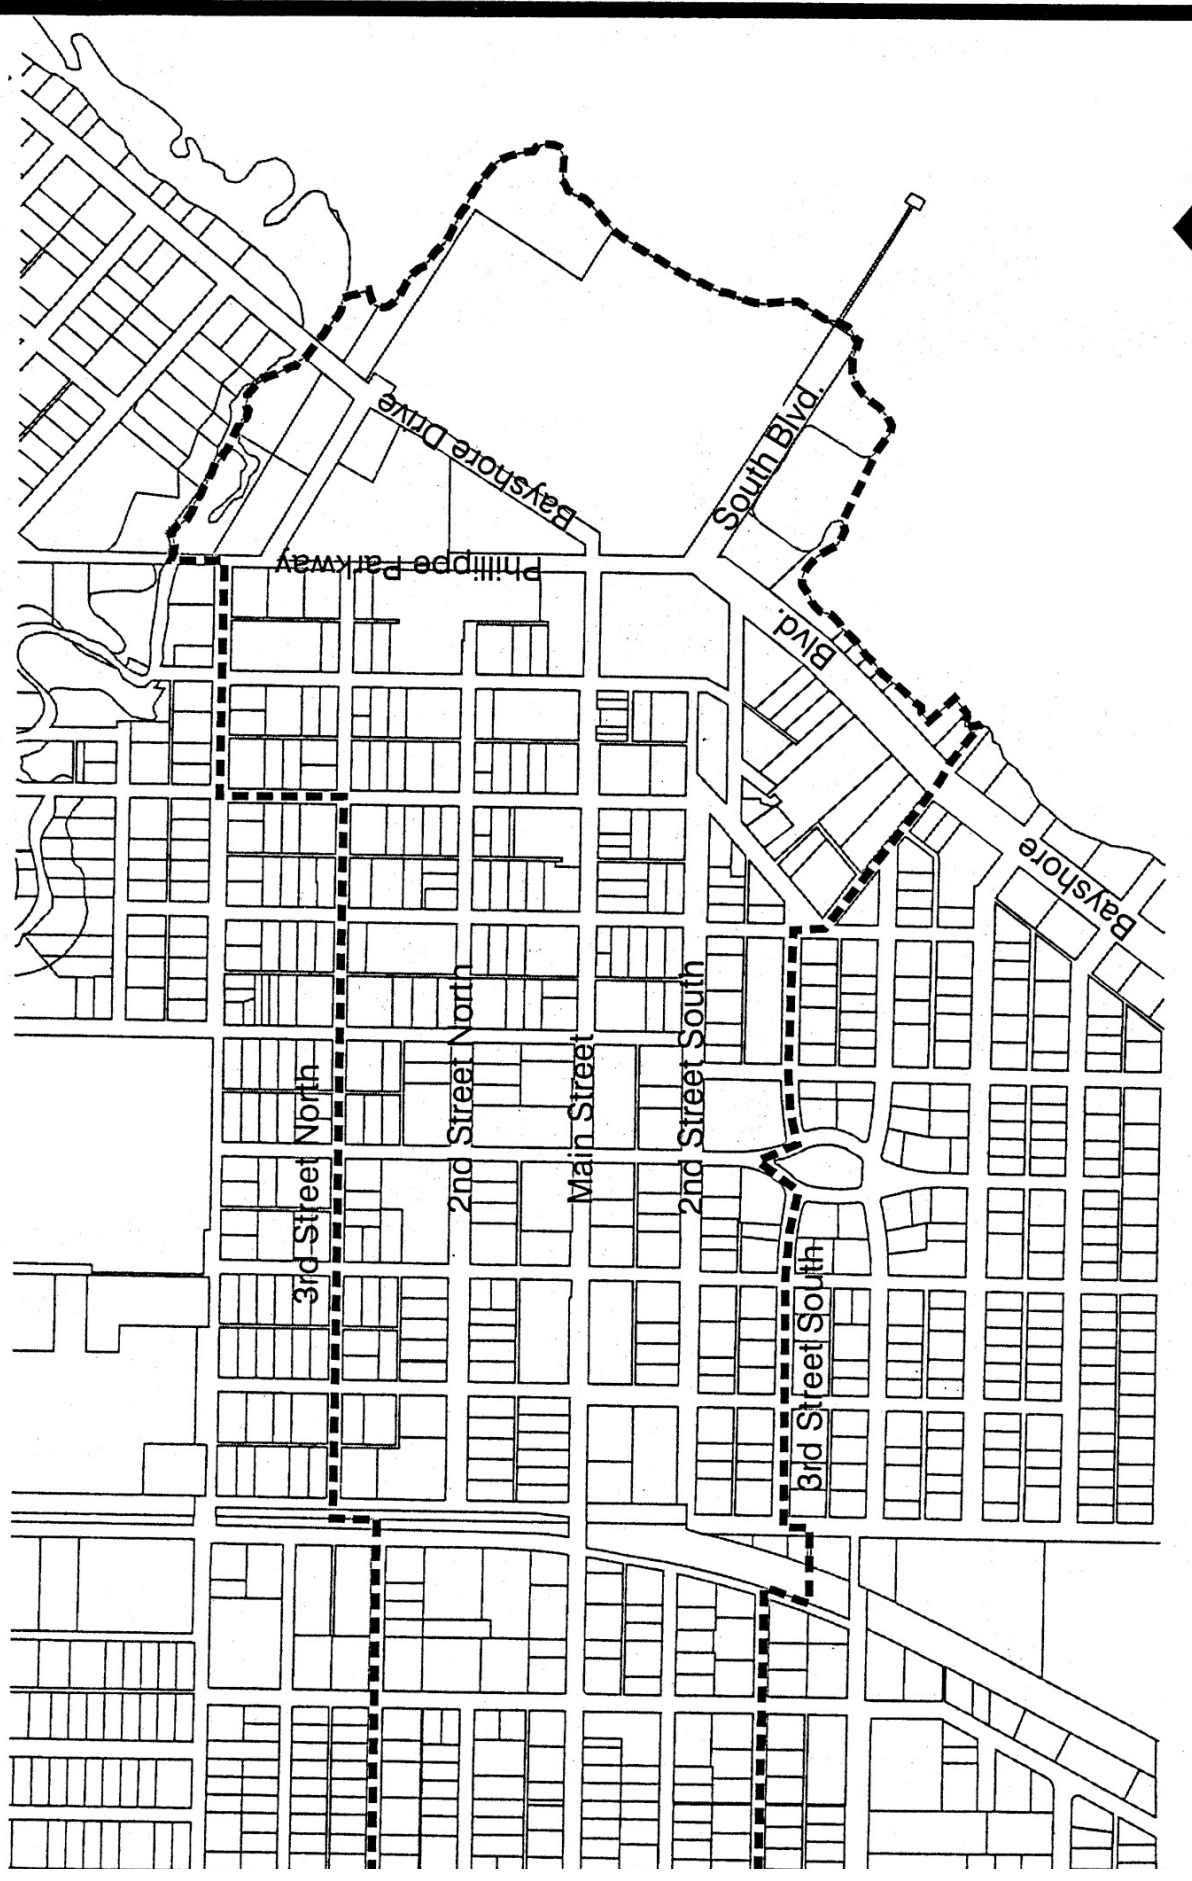 Bayshore Drive
South Blvd.
Phillippe Parkway
Blvd.
Bayshore
3rd Street North
2nd Street North
Main Street
2nd Street South
3rd Street South